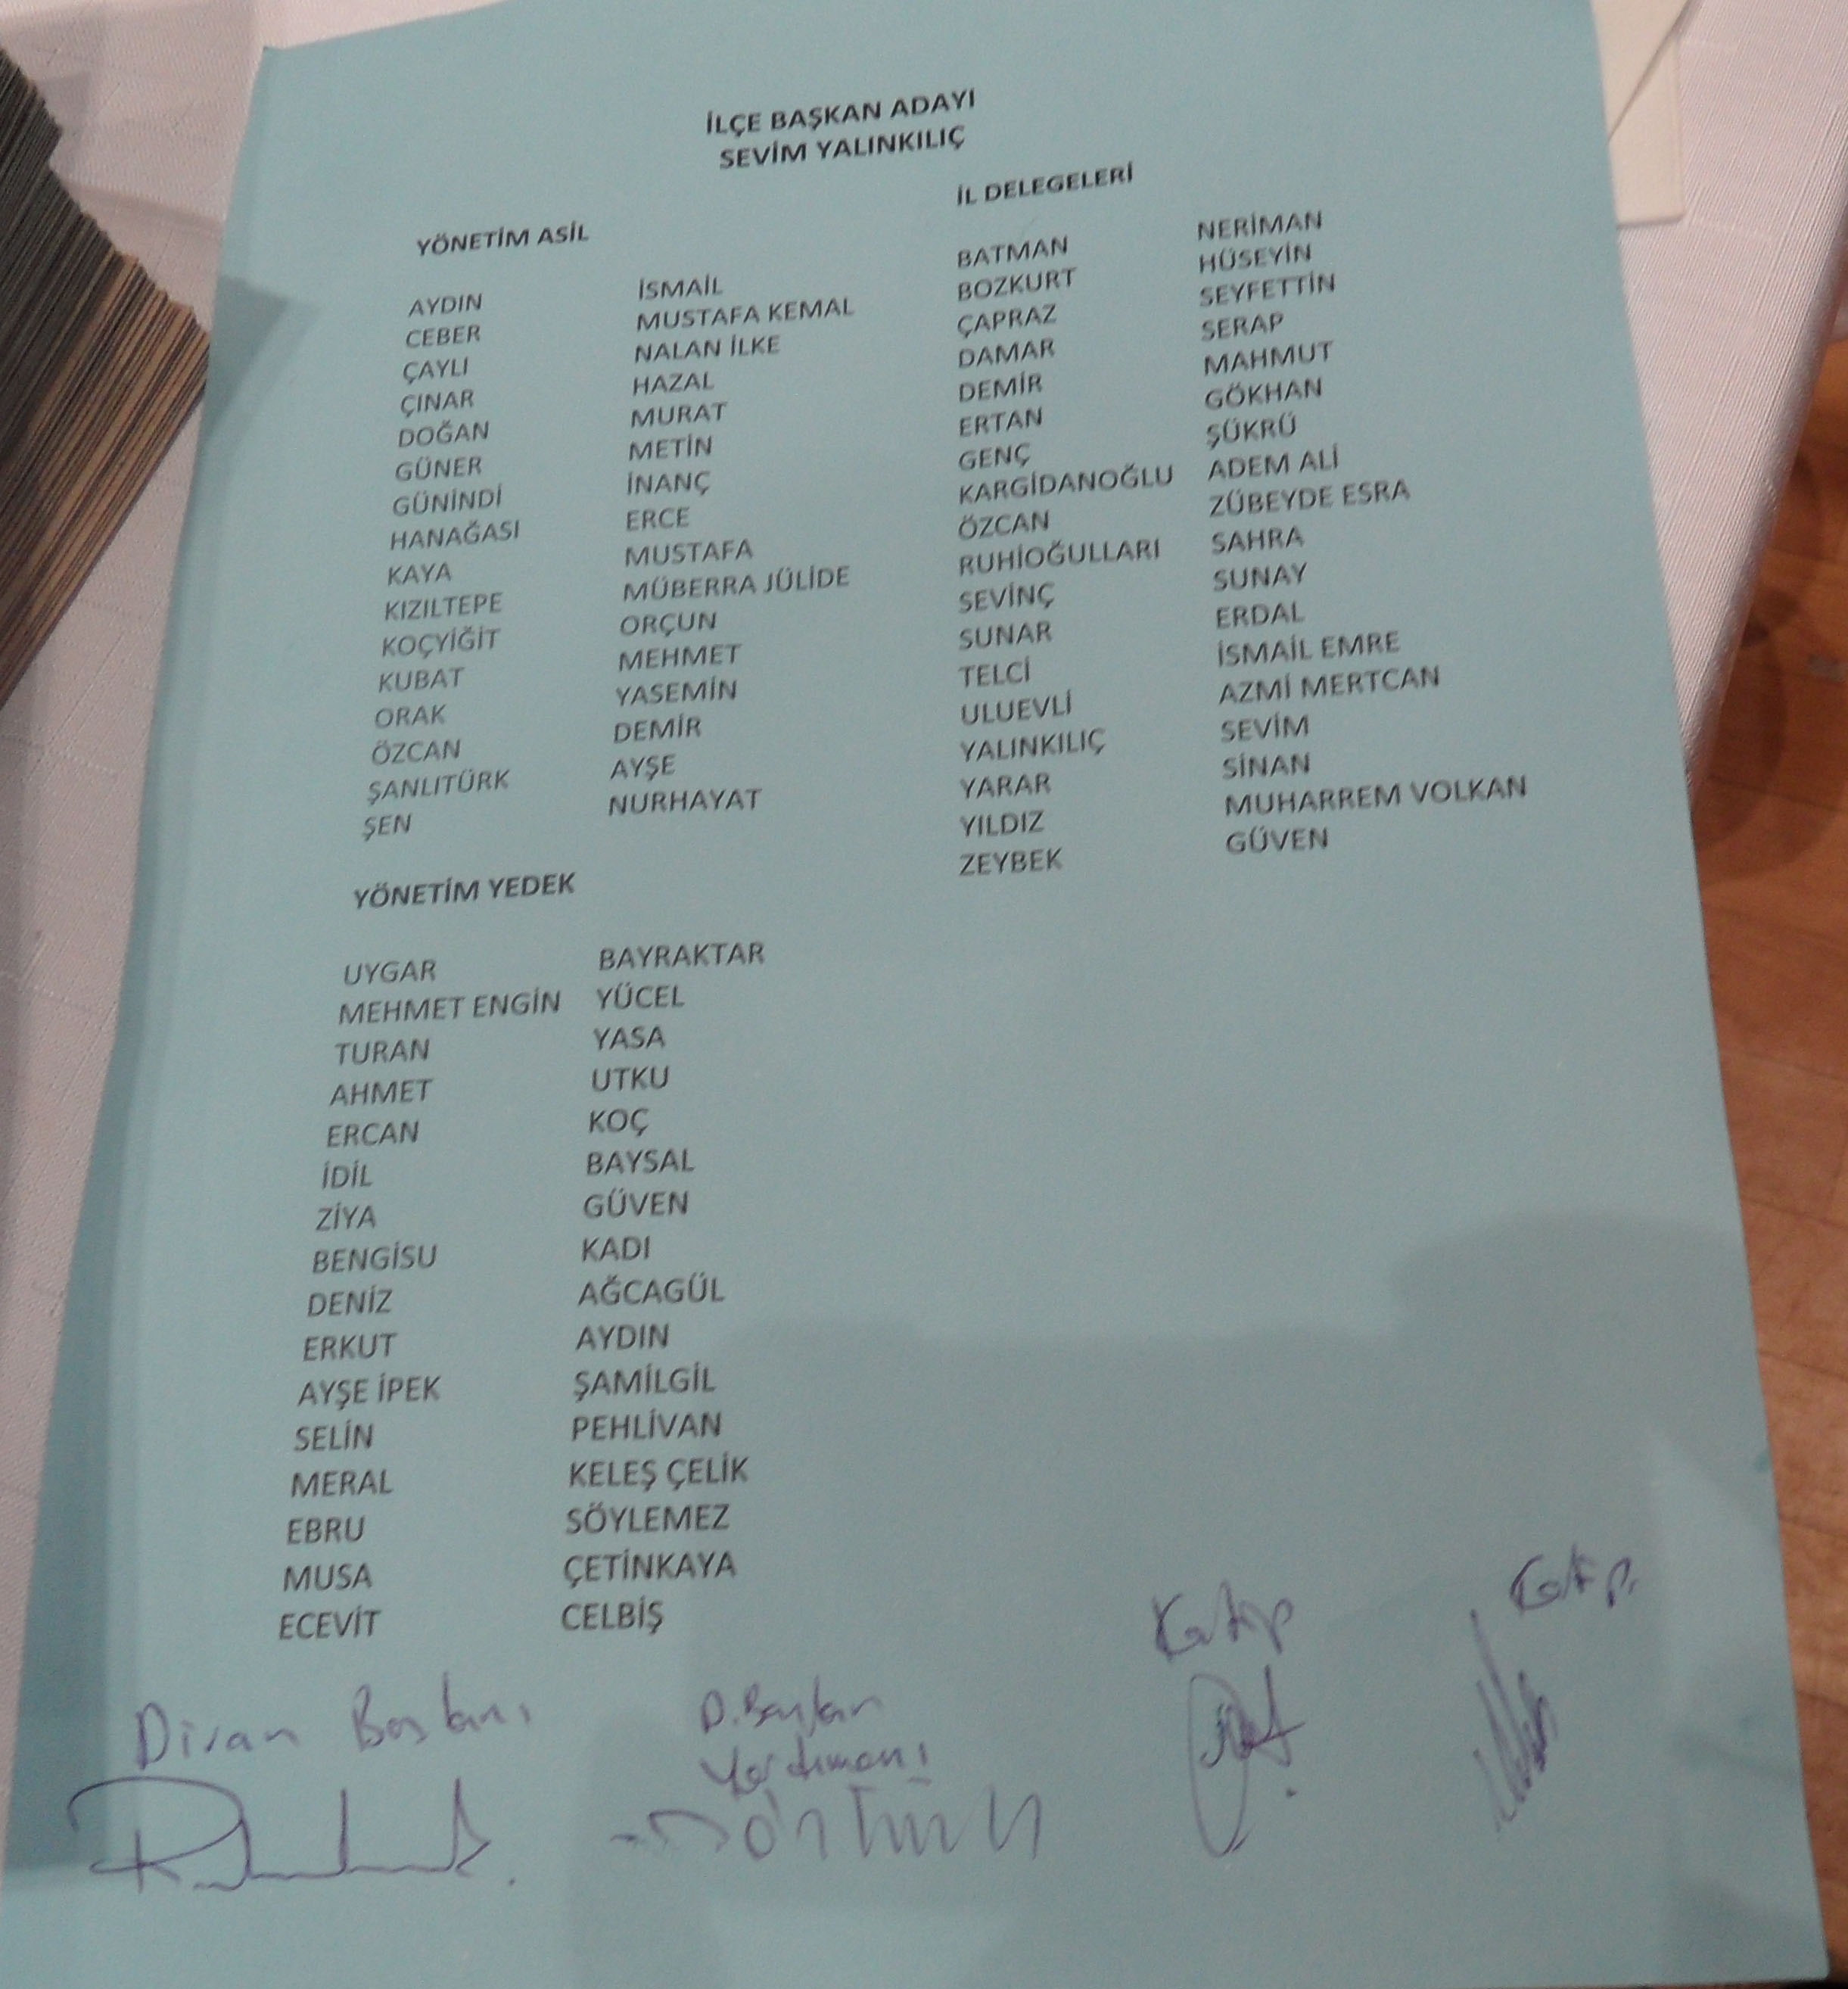 İLÇE BAŞKAN ADAYI
SEVİM YALINKILIÇ
YÖNETİM ASİL
AYDIN İSMAİL
CEBER MUSTAFA KEMAL
ÇAYLI NALAN İLKE
ÇINAR HAZAL
DOĞAN MURAT
GÜNER METİN
GÜNİNDİ İNANÇ
HANAĞASI ERCE
KAYA MUSTAFA
KIZILTEPE MÜBERRA JÜLİDE
KOÇYİĞİT ORÇUN
KUBAT MEHMET
ORAK YASEMİN
ÖZCAN DEMİR
ŞANLITÜRK AYŞE
ŞEN NURHAYAT
İL DELEGELERİ
BATMAN NERİMAN
BOZKURT HÜSEYİN
ÇAPRAZ SEYFETTİN
DAMAR SERAP
DEMİR MAHMUT
ERTAN GÖKHAN
GENÇ ŞÜKRÜ
KARGİDANOĞLU ADEM ALİ
ÖZCAN ZÜBEYDE ESRA
RUHİOĞULLARI SAHRA
SEVİNÇ SUNAY
SUNAR ERDAL
TELCİ İSMAİL EMRE
ULUEVLİ AZMİ MERTCAN
YALINKILIÇ SEVİM
YARAR SİNAN
YILDIZ MUHARREM VOLKAN
ZEYBEK GÜVEN
YÖNETİM YEDEK
UYGAR BAYRAKTAR
MEHMET ENGİN YÜCEL
TURAN YASA
AHMET UTKU
ERCAN KOÇ
İDİL BAYSAL
ZİYA GÜVEN
BENGİSU KADI
DENİZ AĞCAGÜL
ERKUT AYDIN
AYŞE İPEK ŞAMİLGİL
SELİN PEHLİVAN
MERAL KELEŞ ÇELİK
EBRU SÖYLEMEZ
MUSA ÇETİNKAYA
ECEVİT CELBİŞ
Divan Başkanı
D. Başkan
Yardımcısı
Katip
Katip